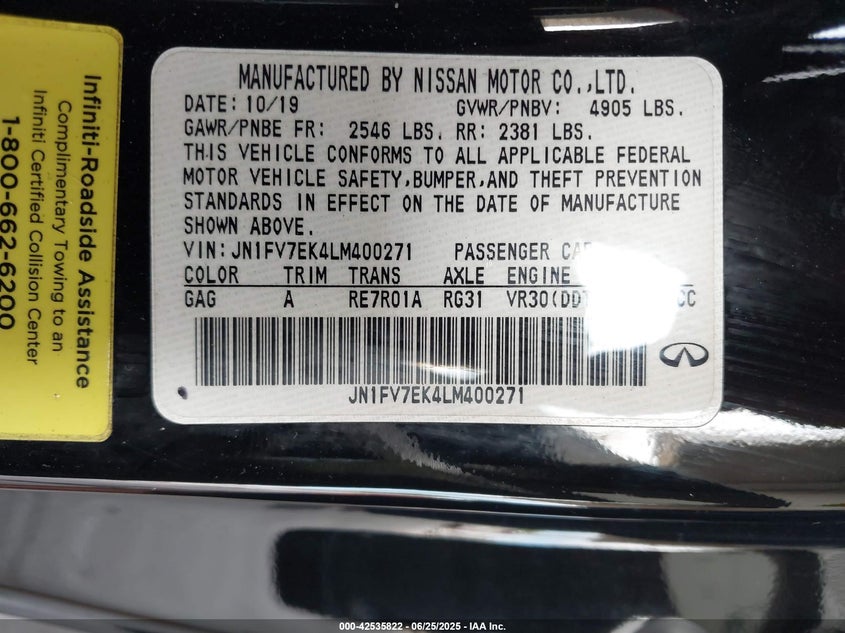 Infiniti-Roadside Assistance
Complimentary Towing to an
Infiniti Certified Collision Center
1-800-662-6200
MANUFACTURED BY NISSAN MOTOR CO.,LTD.
DATE: 10/19 GVWR/PNBV: 4905 LBS.
GAWR/PNBE FR: 2546 LBS. RR: 2381 LBS.
THIS VEHICLE CONFORMS TO ALL APPLICABLE FEDERAL
MOTOR VEHICLE SAFETY,BUMPER,AND THEFT PREVENTION
STANDARDS IN EFFECT ON THE DATE OF MANUFACTURE
SHOWN ABOVE.
VIN:JN1FV7EK4LM400271 PASSENGER
COLOR TRIM TRANS AXLE ENGINE
GAG A RE7R01A RG31
JN1FV7EK4LM400271
000-42535822 - 06/25/2025 - IAA Inc.